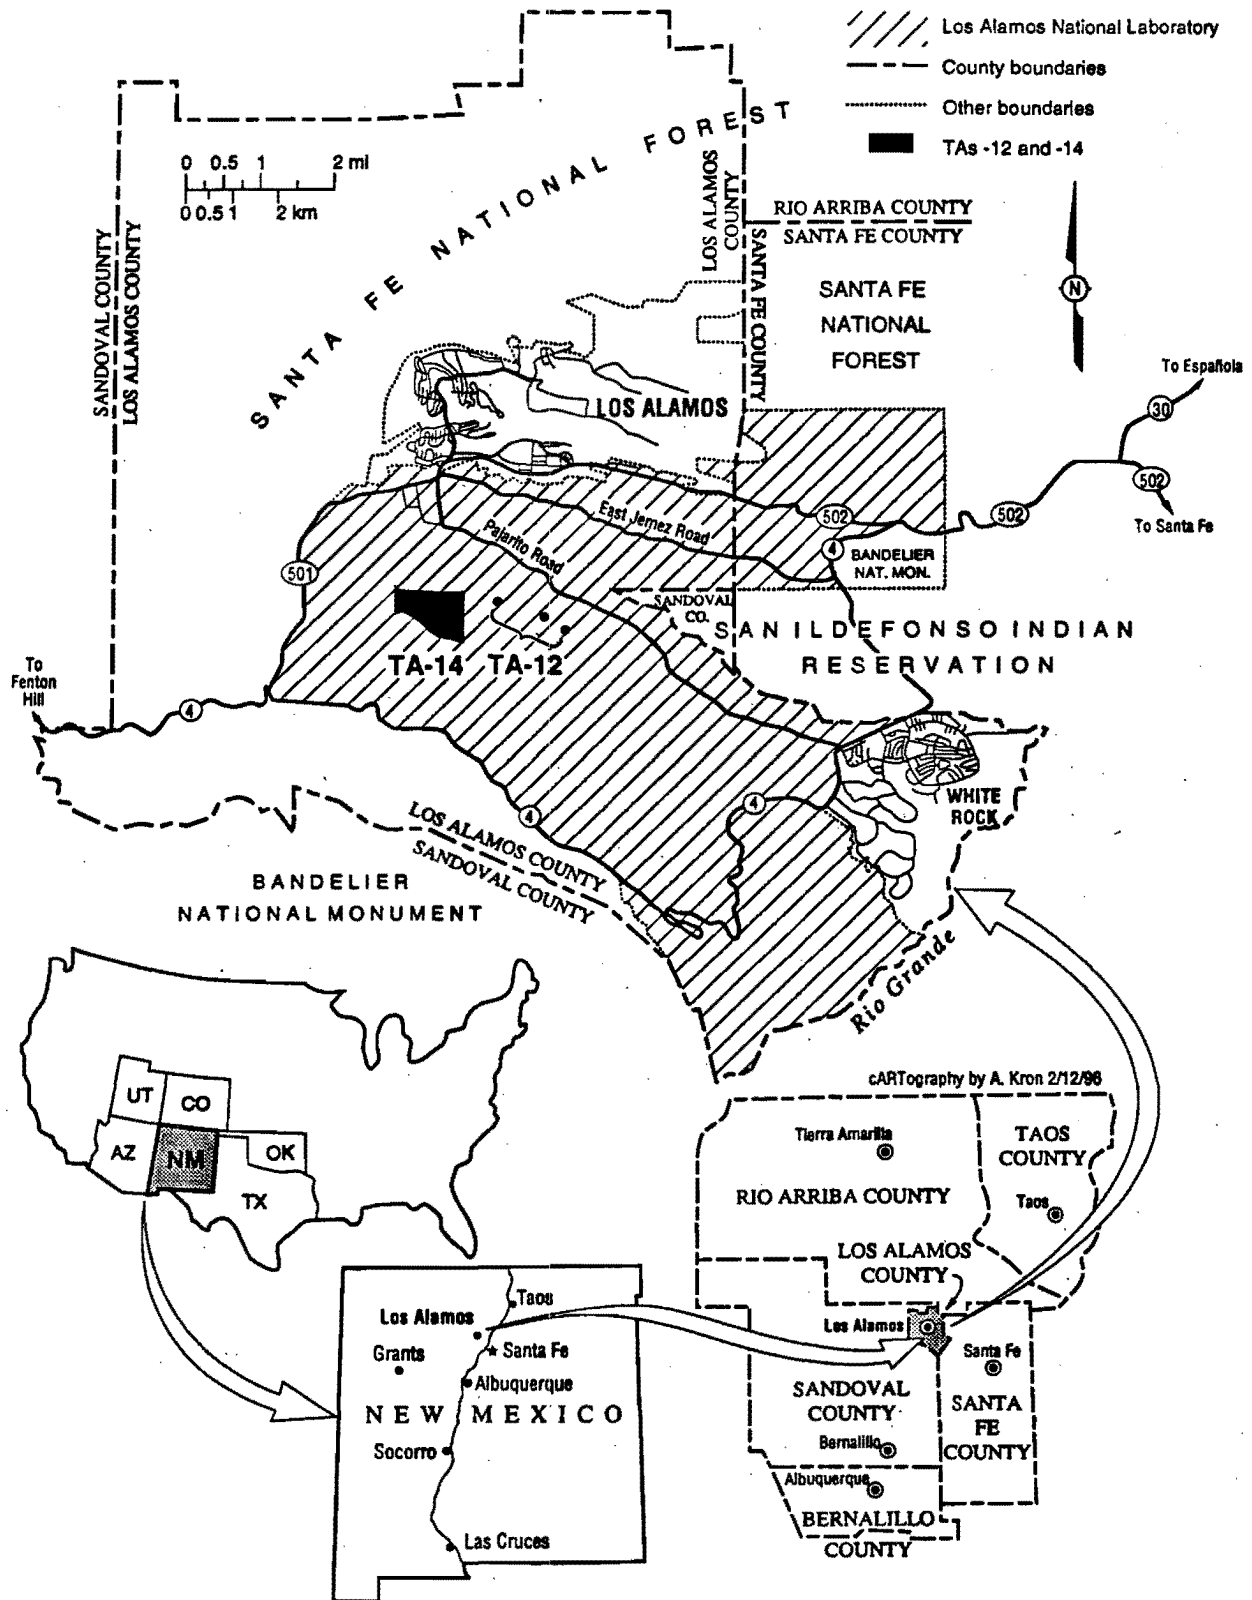 Los Alamos National Laboratory
County boundaries
Other boundaries
TAs -12 and -14
0 0.5 1 2 mi
0 0.5 1 2 km
SANTA FE NATIONAL FOREST
SANDOVAL COUNTY
LOS ALAMOS COUNTY
LOS ALAMOS
COUNTY
SANTA FE COUNTY
RIO ARRIBA COUNTY
SANTA FE COUNTY
SANTA FE
NATIONAL
FOREST
N
To Española
30
502
To Santa Fe
502
502
LOS ALAMOS
East Jemez Road
Pajarito Road
4
BANDELIER
NAT. MON.
501
SANDOVAL
CO.
SAN ILDEFONSO INDIAN
RESERVATION
TA-14 TA-12
To
Fenton
Hill
4
4
4
WHITE
ROCK
LOS ALAMOS COUNTY
SANDOVAL COUNTY
BANDELIER
NATIONAL MONUMENT
Rio Grande
cARTography by A. Kron 2/12/96
UT
CO
AZ
NM
OK
TX
Taos
Los Alamos
Santa Fe
Grants
Albuquerque
NEW MEXICO
Socorro
Las Cruces
Tierra Amarilla
TAOS
COUNTY
RIO ARRIBA COUNTY
Taos
LOS ALAMOS
COUNTY
Los Alamos
Santa Fe
SANDOVAL
COUNTY
SANTA
FE
COUNTY
Bernalillo
Albuquerque
BERNALILLO
COUNTY